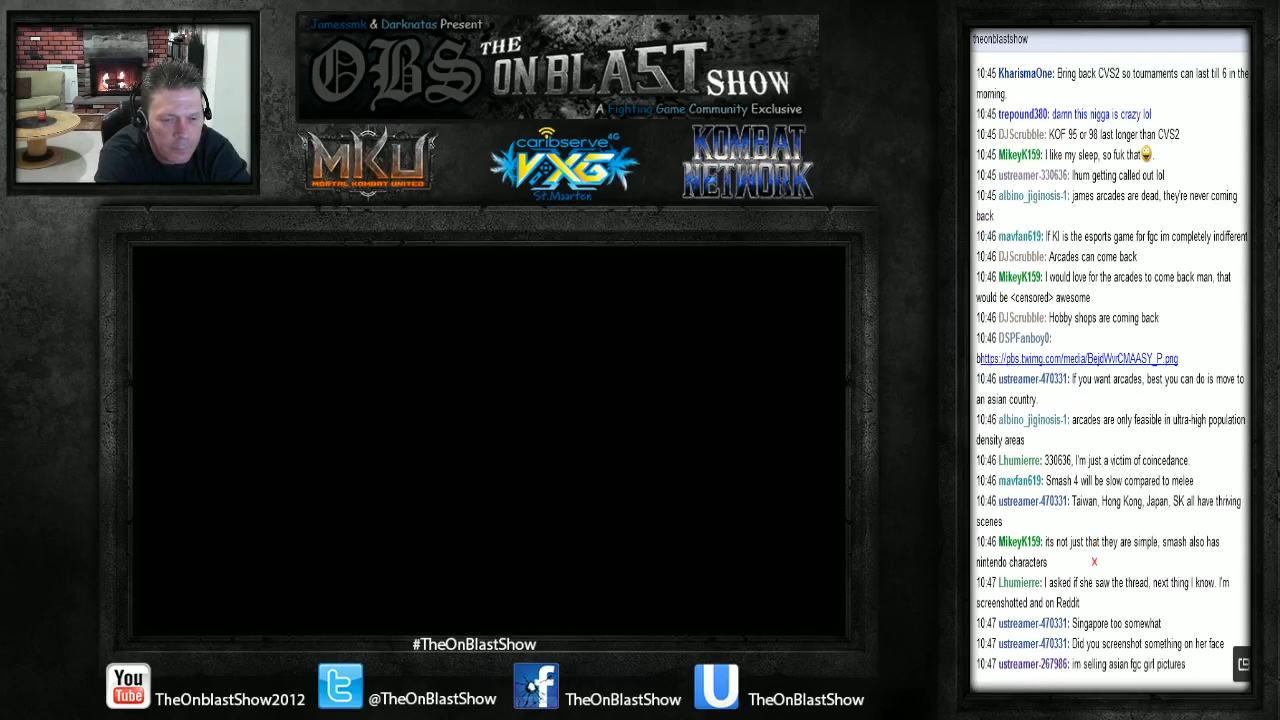 Jamessmk & Darknatas Present
OBS THE ON BLAST SHOW
A Fighting Game Community Exclusive
MKU
MORTAL KOMBAT UNITED
caribserve 4G
VXG
St.Maarten
KOMBAT
NETWORK
#TheOnBlastShow
You
Tube
TheOnblastShow2012
@TheOnBlastShow
f
TheOnBlastShow
U
TheOnBlastShow
theonblastshow
10:45 KharismaOne: Bring back CVS2 so tournaments can last till 6 in the
morning.
10:45 trepound380: damn this nigga is crazy lol
10:45 DJScrubble: KOF 95 or 98 last longer than CVS2
10:45 MikeyK159: I like my sleep, so fuk that.
10:45 ustreamer-330636: lhum getting called out lol
10:45 albino_jiginosis-1: james arcades are dead, they're never coming
back
10:46 mavfan619: If KI is the esports game for fgc im completely indifferent
10:46 DJScrubble: Arcades can come back
10:46 MikeyK159: I would love for the arcades to come back man, that
would be <censored> awesome
10:46 DJScrubble: Hobby shops are coming back
10:46 DSPFanboy0:
bhttps://pbs.twimg.com/media/BejdWvrCMAASY_P.png
10:46 ustreamer-470331: If you want arcades, best you can do is move to
an asian country.
10:46 albino_jiginosis-1: arcades are only feasible in ultra-high population
density areas
10:46 Lhumierre: 330636, I'm just a victim of coincedance.
10:46 mavfan619: Smash 4 will be slow compared to melee
10:46 ustreamer-470331: Taiwan, Hong Kong, Japan, SK all have thriving
scenes
10:46 MikeyK159: its not just that they are simple, smash also has
nintendo characters
10:47 Lhumierre: I asked if she saw the thread, next thing I know. I'm
screenshotted and on Reddit
10:47 ustreamer-470331: Singapore too somewhat
10:47 ustreamer-470331: Did you screenshot something on her face
10:47 ustreamer-267986: im selling asian fgc girl pictures